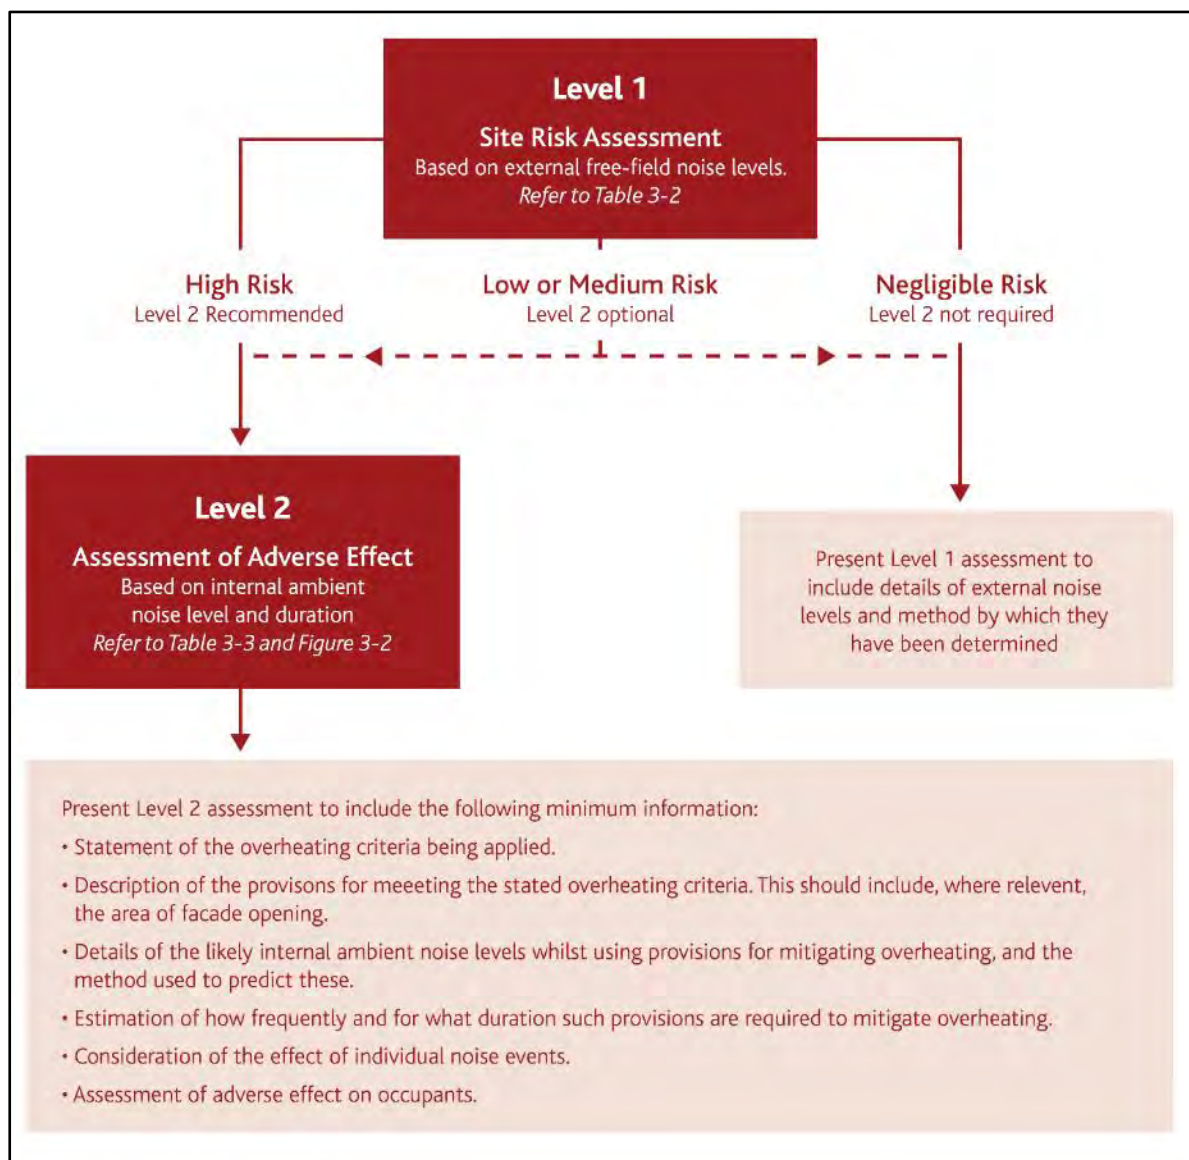 Level 1
Site Risk Assessment
Based on external free-field noise levels.
Refer to Table 3-2
High Risk
Level 2 Recommended
Low or Medium Risk
Level 2 optional
Negligible Risk
Level 2 not required
Level 2
Assessment of Adverse Effect
Based on internal ambient
noise level and duration
Refer to Table 3-3 and Figure 3-2
Present Level 1 assessment to
include details of external noise
levels and method by which they
have been determined
Present Level 2 assessment to include the following minimum information:
• Statement of the overheating criteria being applied.
• Description of the provisons for meeeting the stated overheating criteria. This should include, where relevent,
the area of facade opening.
• Details of the likely internal ambient noise levels whilst using provisions for mitigating overheating, and the
method used to predict these.
• Estimation of how frequently and for what duration such provisions are required to mitigate overheating.
• Consideration of the effect of individual noise events.
• Assessment of adverse effect on occupants.